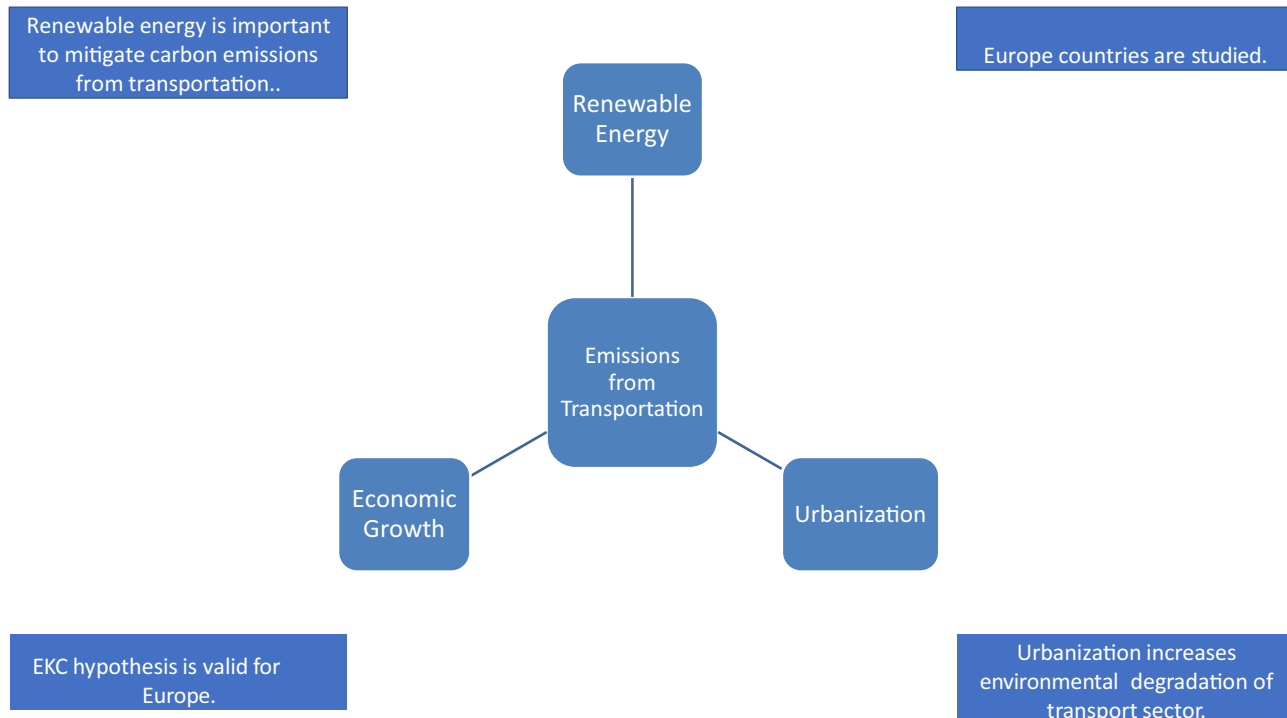 Renewable energy is important
to mitigate carbon emissions
from transportation..
Europe countries are studied.
Renewable
Energy
Emissions
from
Transportation
Economic
Growth
Urbanization
EKC hypothesis is valid for
Europe.
Urbanization increases
environmental  degradation of
transport sector.